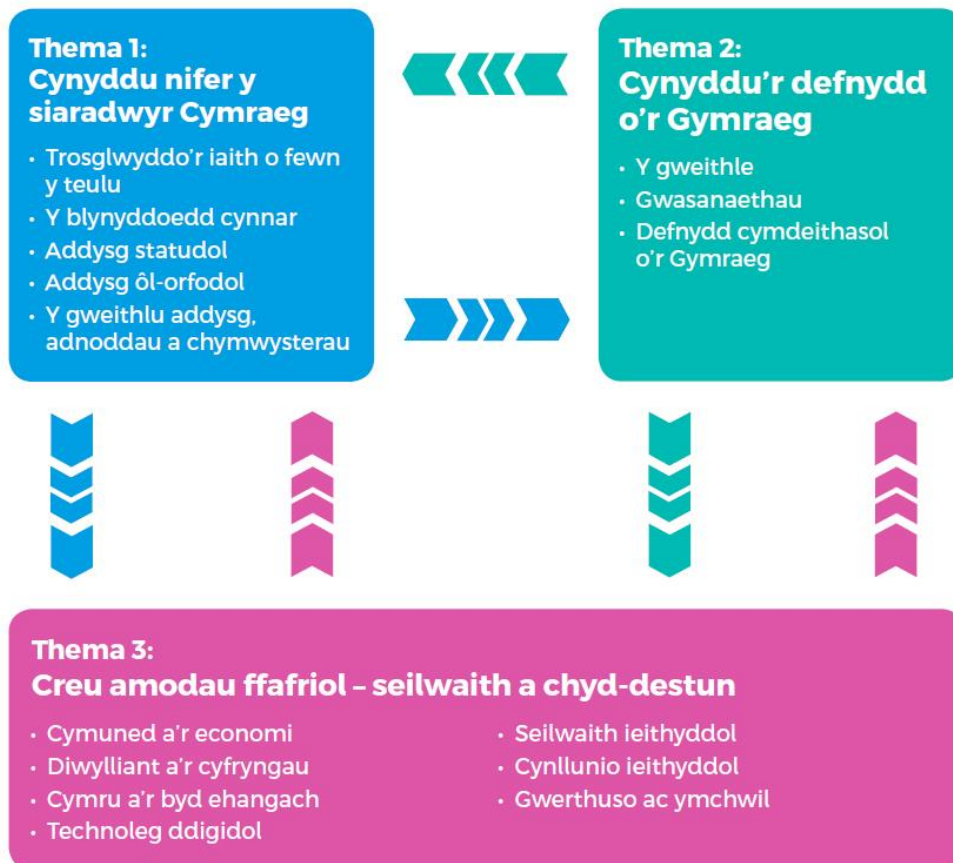 Thema 1:
Cynyddu nifer y
siaradwyr Cymraeg
• Trosglwyddo'r iaith o fewn
y teulu
• Y blynyddoedd cynnar
• Addysg statudol
• Addysg ôl-orfodol
• Y gweithlu addysg,
adnoddau a chymwysterau
Thema 2:
Cynyddu'r defnydd
o'r Gymraeg
• Y gweithle
• Gwasanaethau
• Defnydd cymdeithasol
o'r Gymraeg
Thema 3:
Creu amodau ffafriol – seilwaith a chyd-destun
• Cymuned a'r economi
• Diwylliant a'r cyfryngau
• Cymru a'r byd ehangach
• Technoleg ddigidol
• Seilwaith ieithyddol
• Cynllunio ieithyddol
• Gwerthuso ac ymchwil